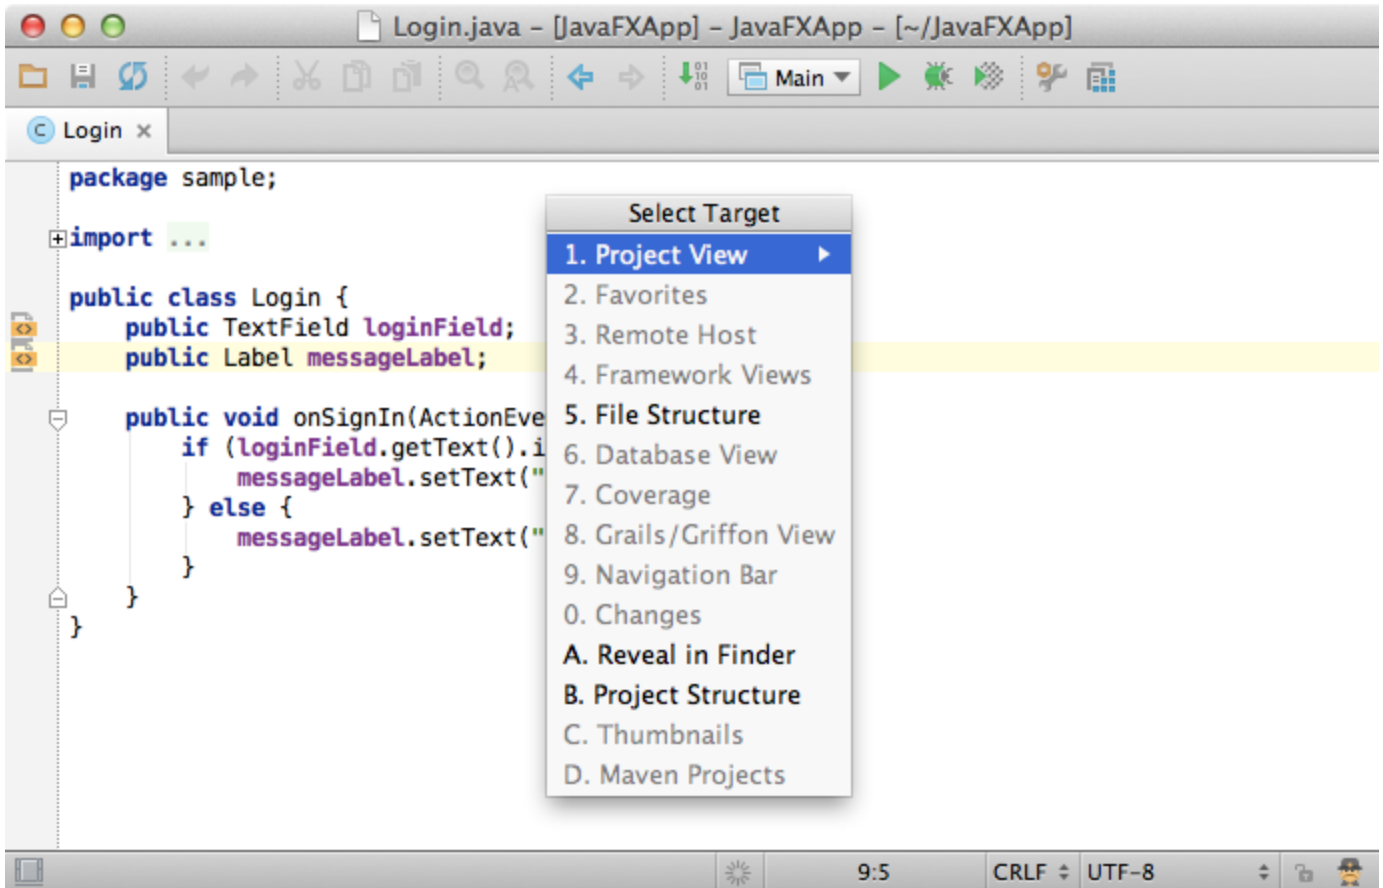 Login.java – [JavaFXApp] – JavaFXApp – [~/JavaFXApp]
Main
Login
package sample;
import ...
public class Login {
public TextField loginField;
public Label messageLabel;
public void onSignIn(ActionEve
if (loginField.getText().i
messageLabel.setText("
} else {
messageLabel.setText("
}
}
}
Select Target
1. Project View
2. Favorites
3. Remote Host
4. Framework Views
5. File Structure
6. Database View
7. Coverage
8. Grails/Griffon View
9. Navigation Bar
0. Changes
A. Reveal in Finder
B. Project Structure
C. Thumbnails
D. Maven Projects
9:5 CRLF UTF-8